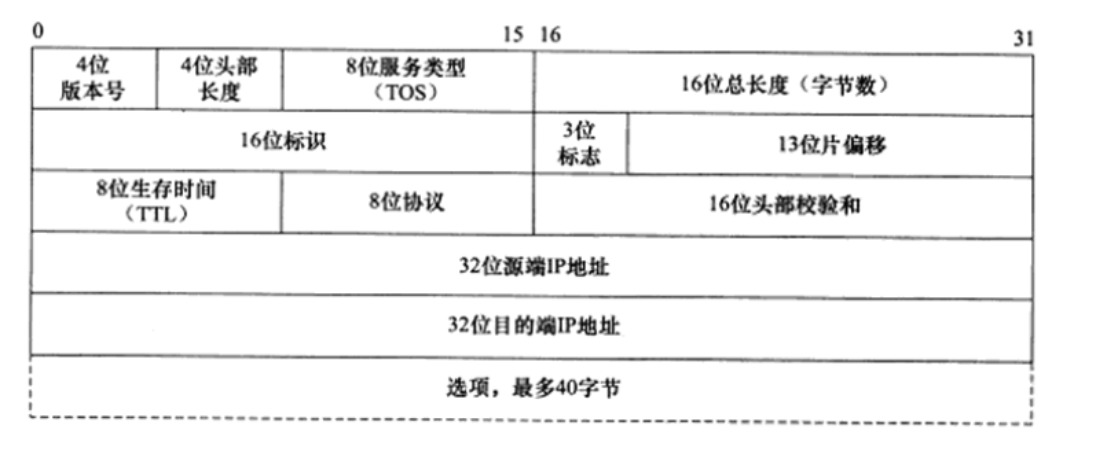 0 15 16 31
4位
版本号
4位头部
长度
8位服务类型
（TOS）
16位总长度（字节数）
16位标识
3位
标志
13位片偏移
8位生存时间
（TTL）
8位协议
16位头部校验和
32位源端IP地址
32位目的端IP地址
选项，最多40字节